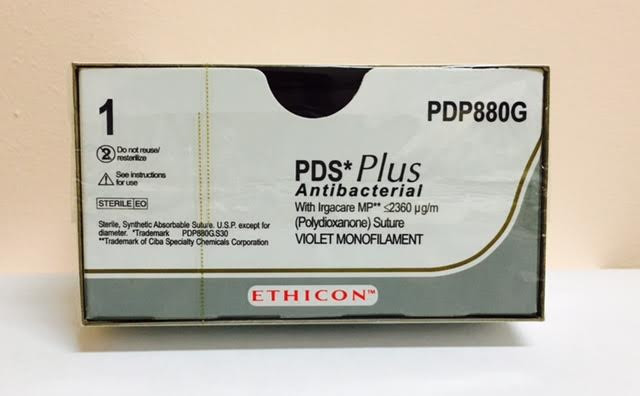 1
PDP880G
2
Do not reuse/
resterilize
See instructions
for use
STERILE EO
PDS* Plus
Antibacterial
With Irgacare MP** ≤2360 µg/m
(Polydioxanone) Suture
VIOLET MONOFILAMENT
Sterile, Synthetic Absorbable Suture. U.S.P. except for
diameter. *Trademark PDP880G.S30
**Trademark of Ciba Specialty Chemicals Corporation
ETHICON™